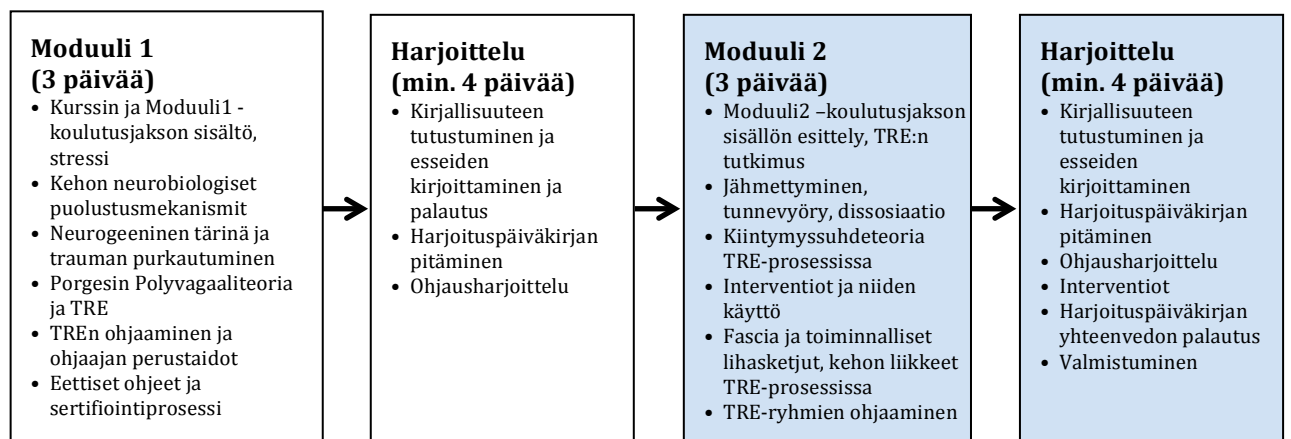 Moduuli 1
(3 päivää)
• Kurssin ja Moduuli1 -
koulutusjakson sisältö,
stressi
• Kehon neurobiologiset
puolustusmekanismit
• Neurogeeninen tärinä ja
trauman purkautuminen
• Porgesin Polyvagaaliteoria
ja TRE
• TREn ohjaaminen ja
ohjaajan perustaidot
• Eettiset ohjeet ja
sertifiointiprosessi
Harjoittelu
(min. 4 päivää)
• Kirjallisuuteen
tutustuminen ja
esseiden
kirjoittaminen ja
palautus
• Harjoituspäiväkirjan
pitäminen
• Ohjausharjoittelu
Moduuli 2
(3 päivää)
• Moduuli2 –koulutusjakson
sisällön esittely, TRE:n
tutkimus
• Jähmettyminen,
tunnevyöry, dissosiaatio
• Kiintymyssuhdeteoria
TRE-prosessissa
• Interventiot ja niiden
käyttö
• Fascia ja toiminnalliset
lihasketjut, kehon liikkeet
TRE-prosessissa
• TRE-ryhmien ohjaaminen
Harjoittelu
(min. 4 päivää)
• Kirjallisuuteen
tutustuminen ja
esseiden
kirjoittaminen
• Harjoituspäiväkirjan
pitäminen
• Ohjausharjoittelu
• Interventiot
• Harjoituspäiväkirjan
yhteenvedon palautus
• Valmistuminen